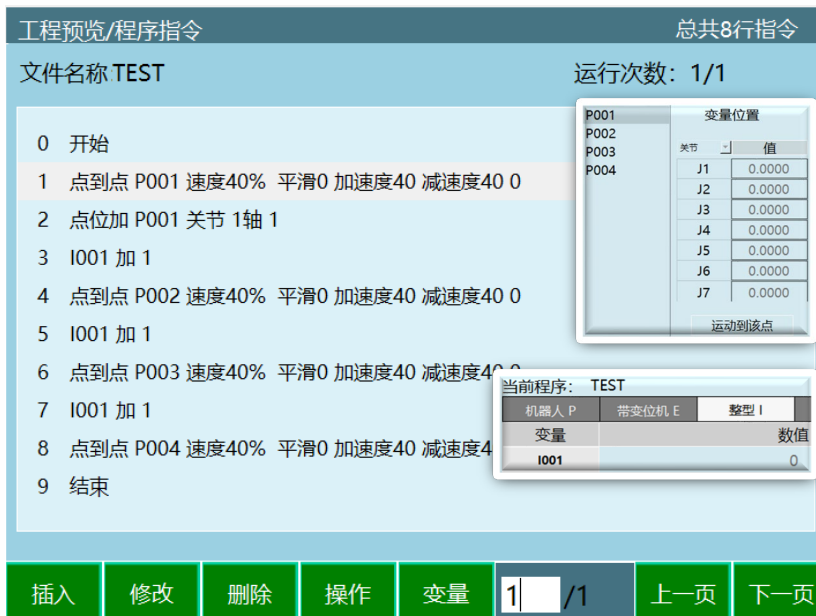 工程预览/程序指令 总共8行指令
文件名称 TEST 运行次数: 1/1
0 开始
1 点到点 P001 速度40% 平滑0 加速度40 减速度40 0
2 点位加 P001 关节 1轴 1
3 I001 加 1
4 点到点 P002 速度40% 平滑0 加速度40 减速度40 0
5 I001 加 1
6 点到点 P003 速度40% 平滑0 加速度40 减速度40 0
7 I001 加 1
8 点到点 P004 速度40% 平滑0 加速度40 减速度4
9 结束
P001
P002
P003
P004
变量位置
关节 值
J1 0.0000
J2 0.0000
J3 0.0000
J4 0.0000
J5 0.0000
J6 0.0000
J7 0.0000
运动到该点
当前程序: TEST
机器人 P 带变位机 E 整型 I
变量 数值
I001 0
插入 修改 删除 操作 变量 1 /1 上一页 下一页